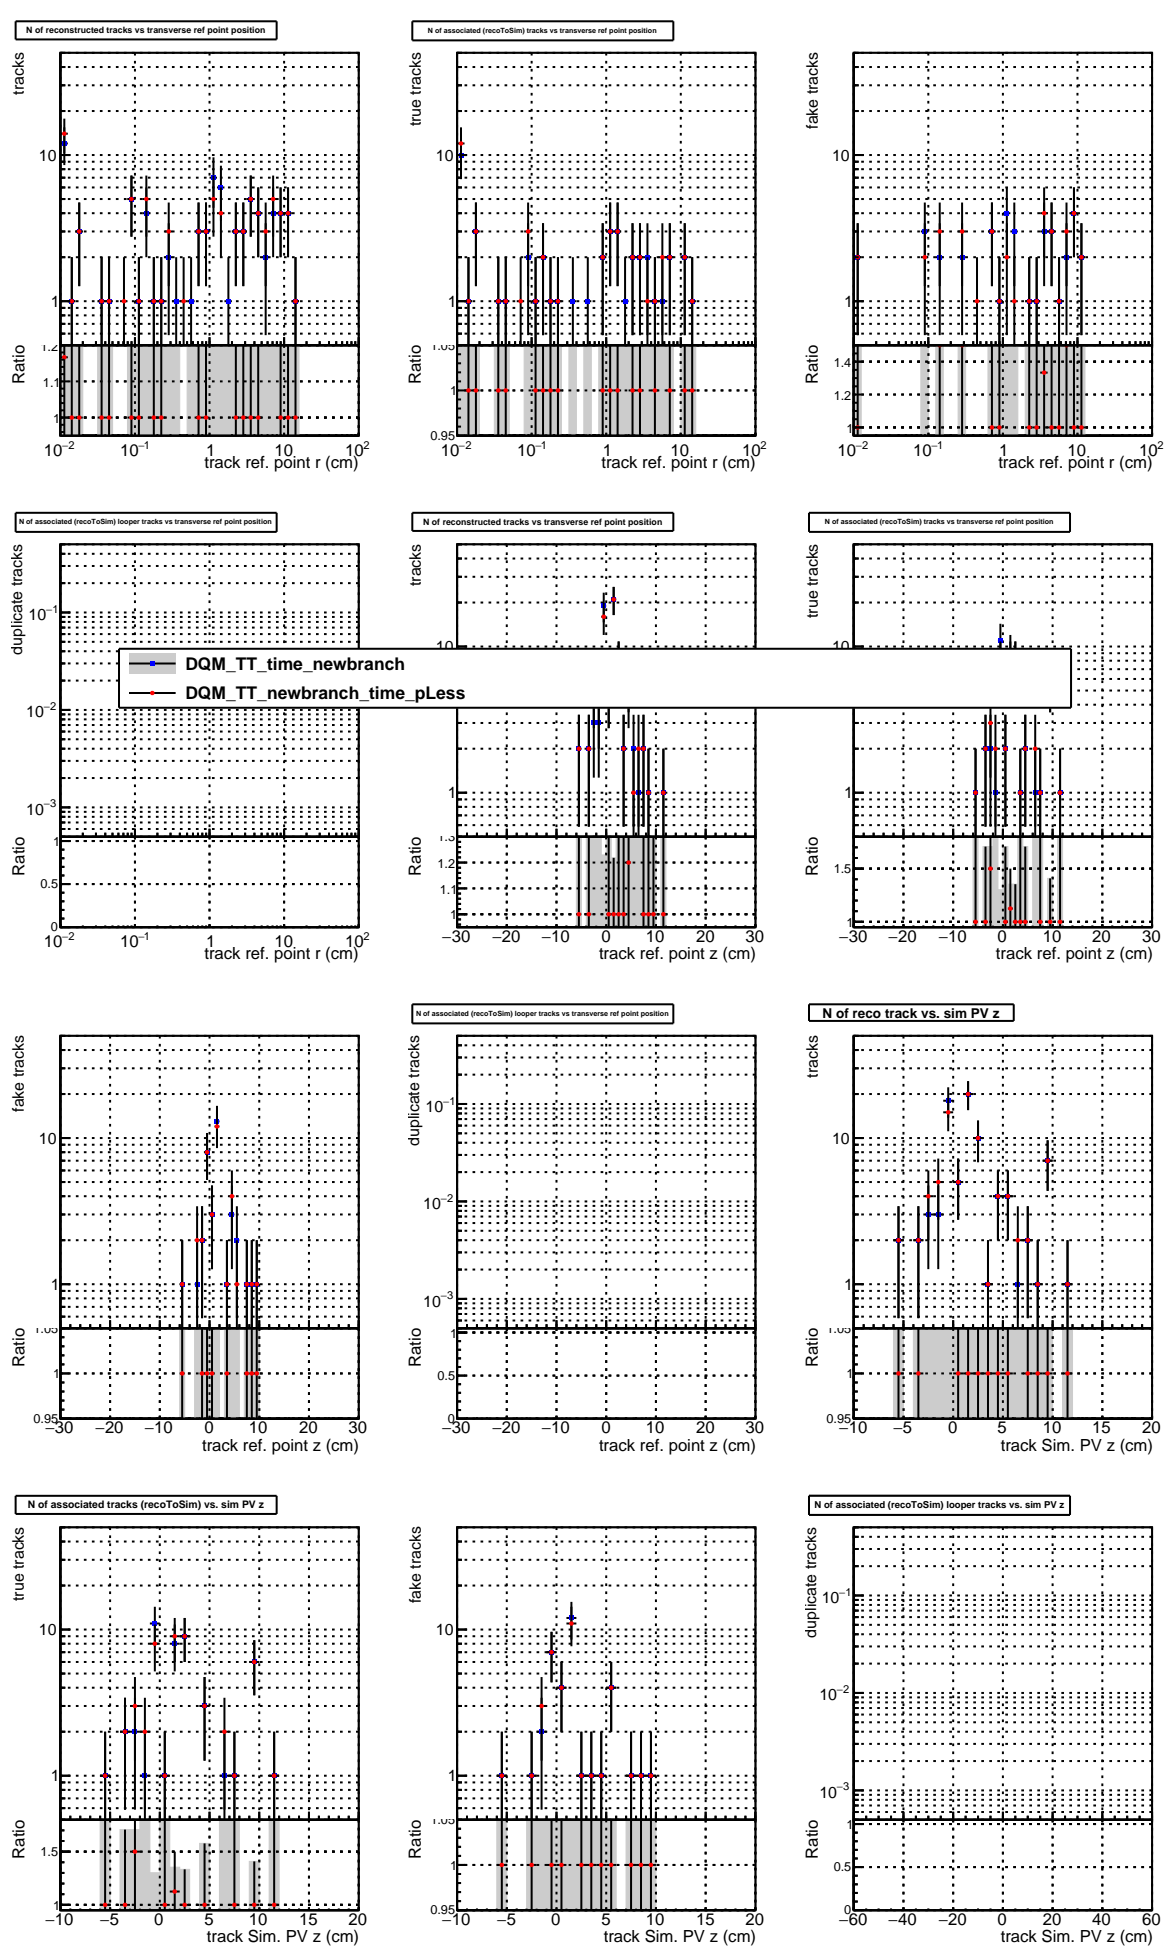 N of reconstructed tracks vs transverse ref point position
tracks
10
1
Ratio
1.2
1.1
1
10−2 10−1 1 10 102
track ref. point r (cm)
N of associated (recoToSim) tracks vs transverse ref point position
true tracks
10
1
Ratio
1.05
1
0.95
10−2 10−1 1 10 102
track ref. point r (cm)
fake tracks
10
1
Ratio
1.4
1.2
1
10−2 10−1 1 10 102
track ref. point r (cm)
N of associated (recoToSim) looper tracks vs transverse ref point position
duplicate tracks
10−1
10−2
10−3
Ratio
1
0.5
0
10−2 10−1 1 10 102
track ref. point r (cm)
N of reconstructed tracks vs transverse ref point position
tracks
10
1
Ratio
1.3
1.2
1.1
1
−30 −20 −10 0 10 20 30
track ref. point z (cm)
N of associated (recoToSim) tracks vs transverse ref point position
true tracks
10
1
Ratio
1.5
1
−30 −20 −10 0 10 20 30
track ref. point z (cm)
DQM_TT_time_newbranch
DQM_TT_newbranch_time_pLess
fake tracks
10
1
Ratio
1.05
1
0.95
−30 −20 −10 0 10 20 30
track ref. point z (cm)
N of associated (recoToSim) looper tracks vs transverse ref point position
duplicate tracks
10−1
10−2
10−3
Ratio
1
0.5
0
−30 −20 −10 0 10 20 30
track ref. point z (cm)
N of reco track vs. sim PV z
tracks
10
1
Ratio
1.05
1
0.95
−10 −5 0 5 10 15 20
track Sim. PV z (cm)
N of associated tracks (recoToSim) vs. sim PV z
true tracks
10
1
Ratio
1.5
1
−10 −5 0 5 10 15 20
track Sim. PV z (cm)
fake tracks
10
1
Ratio
1.05
1
0.95
−10 −5 0 5 10 15 20
track Sim. PV z (cm)
N of associated (recoToSim) looper tracks vs. sim PV z
duplicate tracks
10−1
10−2
10−3
Ratio
1
0.5
0
−60 −40 −20 0 20 40 60
track Sim. PV z (cm)